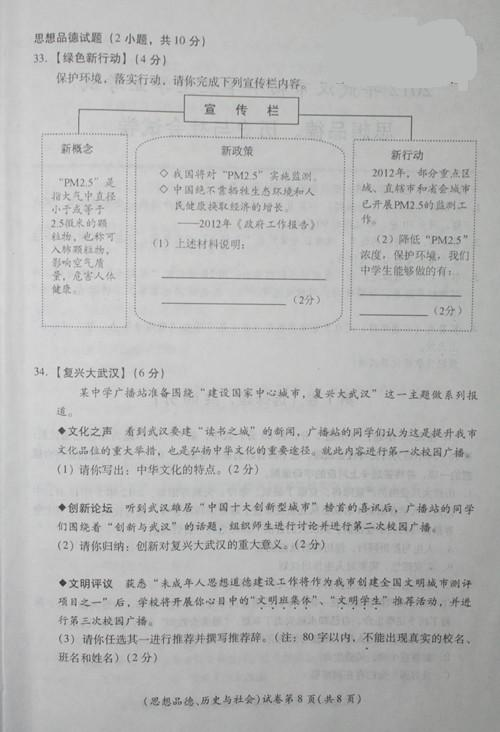 思想品德试题（2小题，共10分）
33.【绿色新行动】（4分）
保护环境，落实行动，请你完成下列宣传栏内容。
宣 传 栏
新概念
“PM2.5”是
指大气中直径
小于或等于
2.5微米的颗
粒物，也称可
入肺颗粒物，
影响空气质
量，危害人体
健康。
新政策
◇ 我国将对“PM2.5”实施监测。
◇ 中国绝不靠牺牲生态环境和人
民健康换取经济的增长。
——2012年《政府工作报告》
（1）上述材料说明：
（2分）
新行动
2012年，部分重点区
域、直辖市和省会城市
已开展PM2.5的监测工
作。
（2）降低“PM2.5”
浓度，保护环境，我们
中学生能够做的有：
（2分）
34.【复兴大武汉】（6分）
某中学广播站准备围绕“建设国家中心城市，复兴大武汉”这一主题做系列报
道。
◆文化之声 看到武汉要建“读书之城”的新闻，广播站的同学们认为这是提升我市
文化品位的重大举措，也是弘扬中华文化的重要途径。就此内容进行第一次校园广播。
（1）请你写出：中华文化的特点。（2分）
◆创新论坛 听到武汉雄居“中国十大创新型城市”榜首的喜讯后，广播站的同学
们围绕着“创新与武汉”的话题，组织师生进行讨论并进行第二次校园广播。
（2）请你归纳：创新对复兴大武汉的重大意义。（2分）
◆文明评议 获悉“未成年人思想道德建设工作将作为我市创建全国文明城市测评
项目之一”后，学校将开展你心目中的“文明班集体”、“文明学生”推荐活动，并进
行第三次校园广播。
（3）请你任选其一进行推荐并撰写推荐辞。（注：80字以内，不能出现真实的校名、
班名和姓名）（2分）
（思想品德、历史与社会）试卷第8页（共8页）